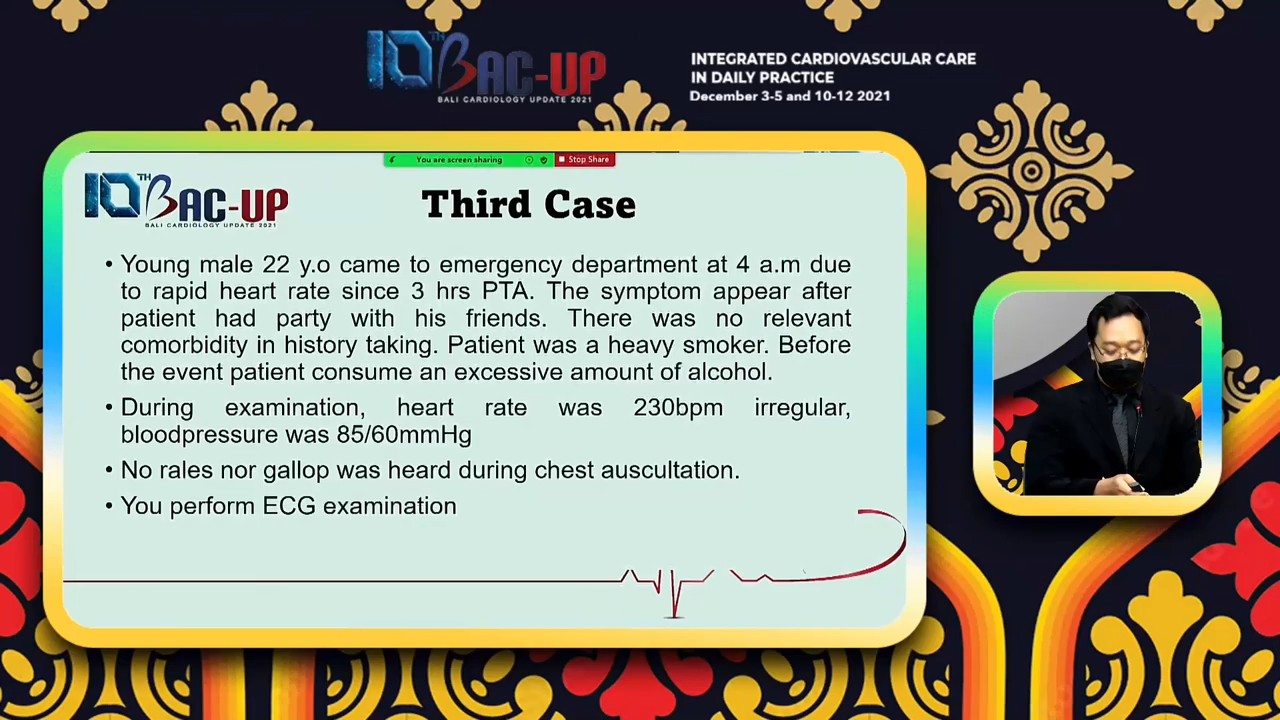 10TH BAC-UP
BALI CARDIOLOGY UPDATE 2021
INTEGRATED CARDIOVASCULAR CARE
IN DAILY PRACTICE
December 3-5 and 10-12 2021
You are screen sharing
Stop Share
10TH BAC-UP
BALI CARDIOLOGY UPDATE 2021
Third Case
• Young male 22 y.o came to emergency department at 4 a.m due
to rapid heart rate since 3 hrs PTA. The symptom appear after
patient had party with his friends. There was no relevant
comorbidity in history taking. Patient was a heavy smoker. Before
the event patient consume an excessive amount of alcohol.
• During examination, heart rate was 230bpm irregular,
bloodpressure was 85/60mmHg
• No rales nor gallop was heard during chest auscultation.
• You perform ECG examination